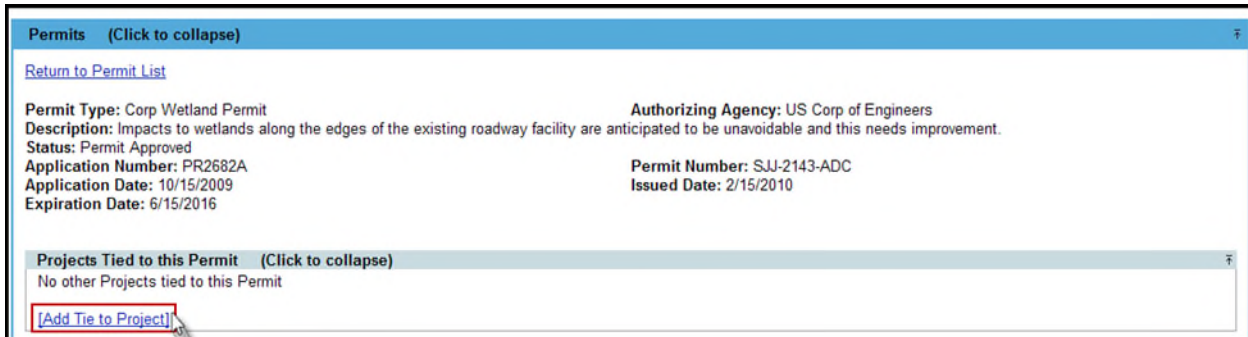 Permits (Click to collapse)
Return to Permit List
Permit Type: Corp Wetland Permit Authorizing Agency: US Corp of Engineers
Description: Impacts to wetlands along the edges of the existing roadway facility are anticipated to be unavoidable and this needs improvement.
Status: Permit Approved
Application Number: PR2682A Permit Number: SJJ-2143-ADC
Application Date: 10/15/2009 Issued Date: 2/15/2010
Expiration Date: 6/15/2016
Projects Tied to this Permit (Click to collapse)
No other Projects tied to this Permit
[Add Tie to Project]